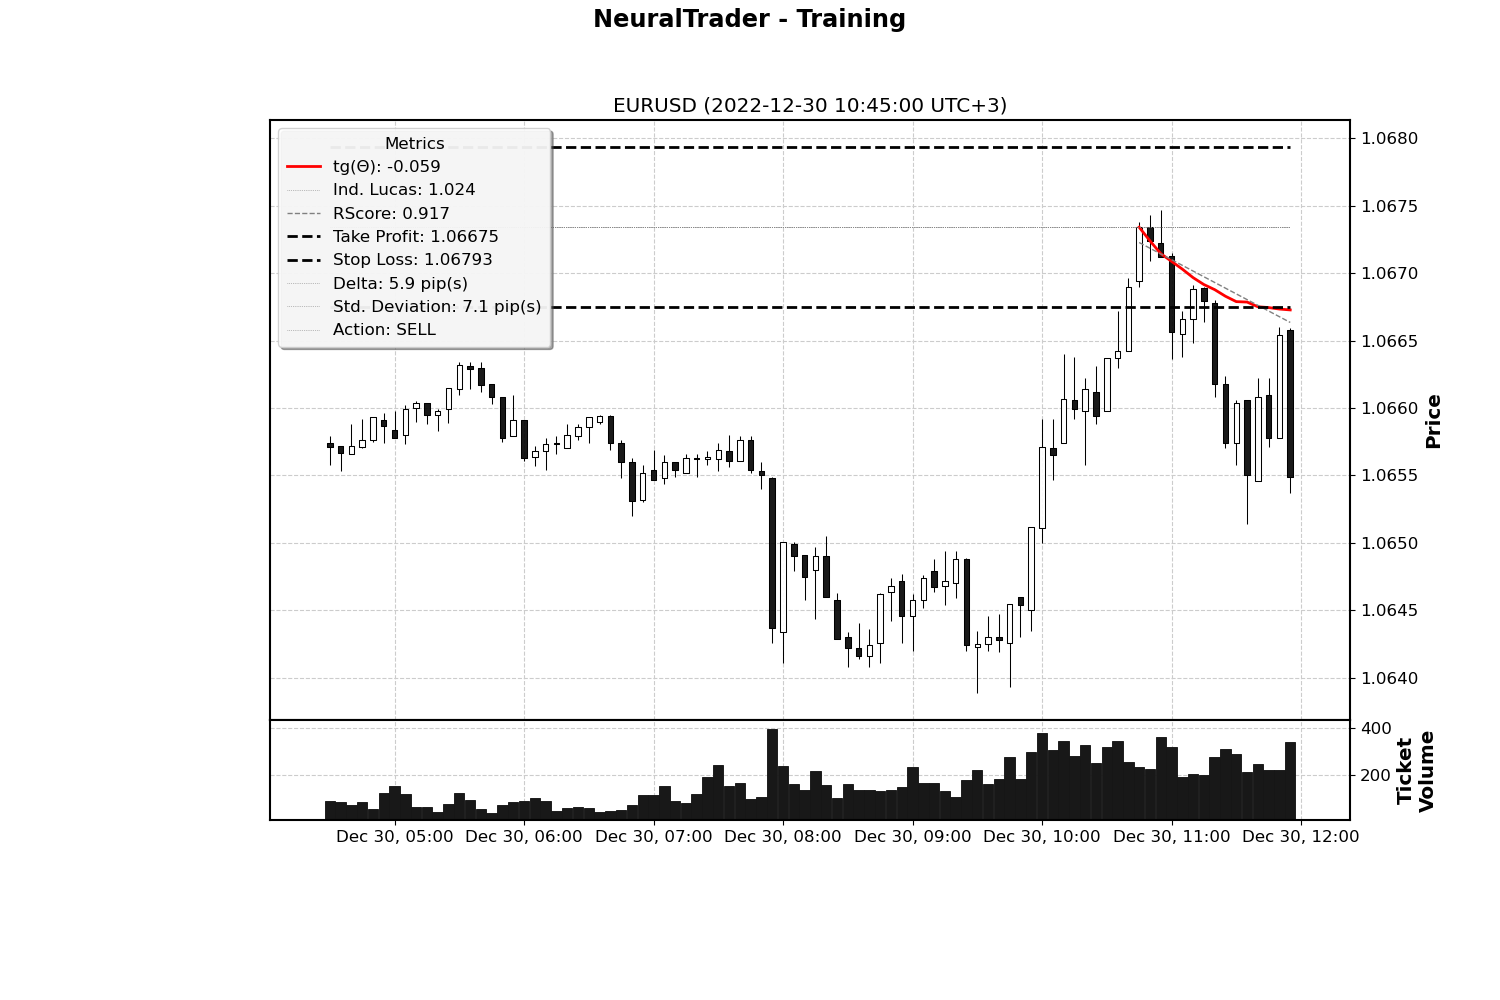 NeuralTrader - Training
EURUSD (2022-12-30 10:45:00 UTC+3)
Metrics
tg(Θ): -0.059
Ind. Lucas: 1.024
RScore: 0.917
Take Profit: 1.06675
Stop Loss: 1.06793
Delta: 5.9 pip(s)
Std. Deviation: 7.1 pip(s)
Action: SELL
1.0680
1.0675
1.0670
1.0665
1.0660
1.0655
1.0650
1.0645
1.0640
Price
400
200
Ticket
Volume
Dec 30, 05:00 Dec 30, 06:00 Dec 30, 07:00 Dec 30, 08:00 Dec 30, 09:00 Dec 30, 10:00 Dec 30, 11:00 Dec 30, 12:00